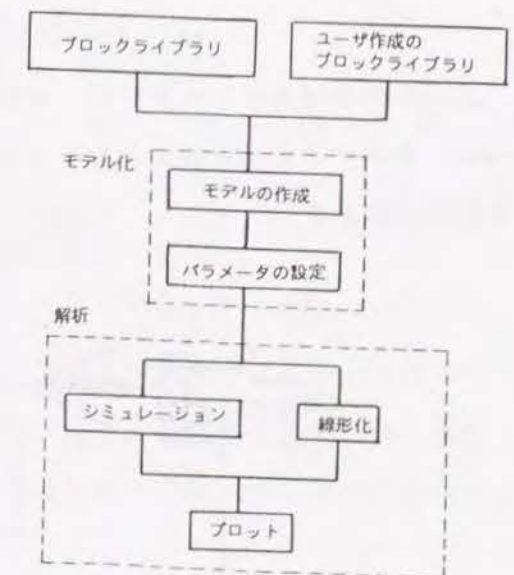 ブロックライブラリ
ユーザ作成の
ブロックライブラリ
モデル化
モデルの作成
パラメータの設定
解析
シミュレーション
線形化
プロット